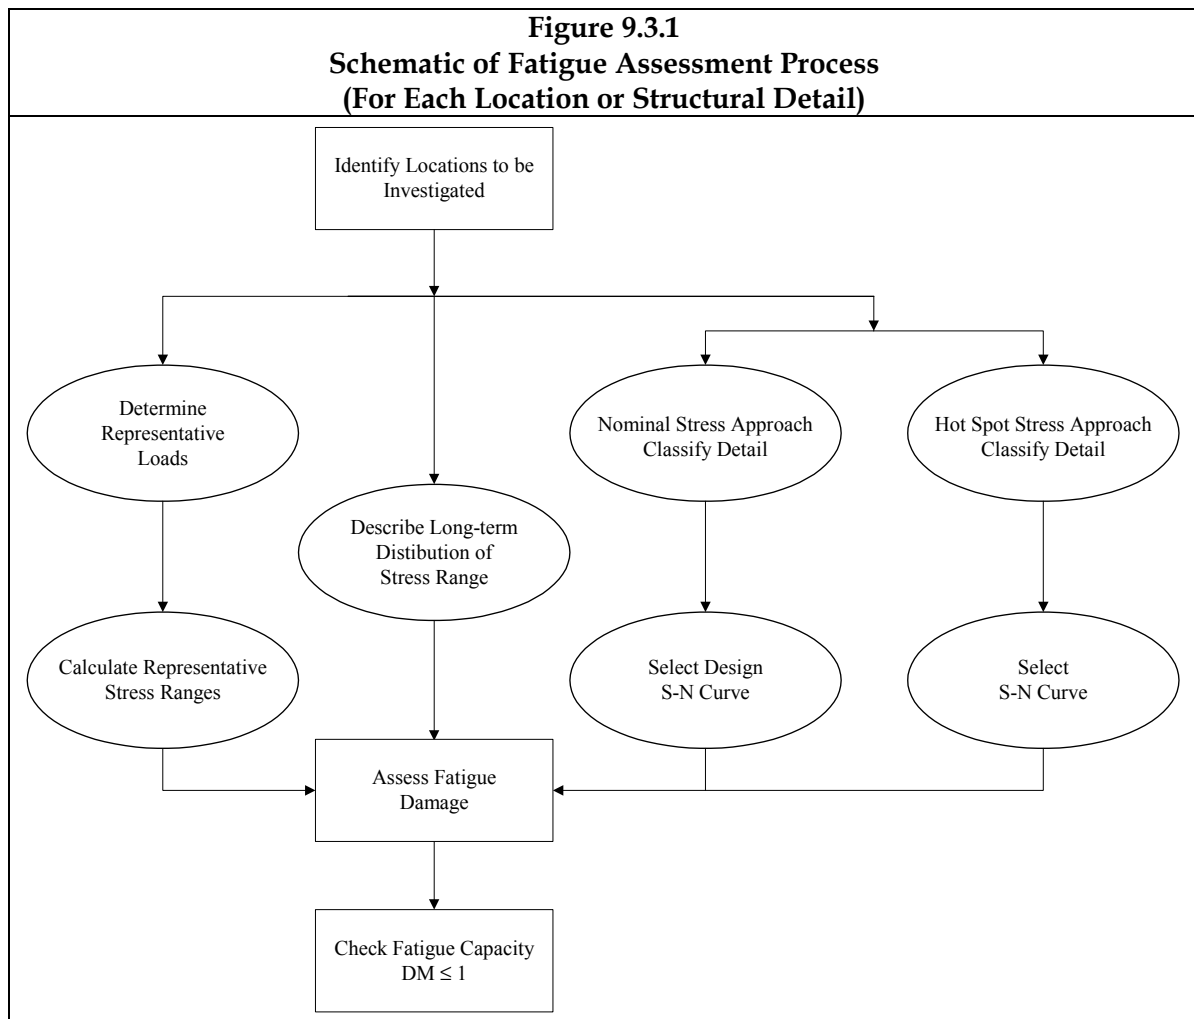 Figure 9.3.1
Schematic of Fatigue Assessment Process
(For Each Location or Structural Detail)
Identify Locations to be
Investigated
Determine
Representative
Loads
Nominal Stress Approach
Classify Detail
Hot Spot Stress Approach
Classify Detail
Describe Long-term
Distibution of
Stress Range
Calculate Representative
Stress Ranges
Select Design
S-N Curve
Select
S-N Curve
Assess Fatigue
Damage
Check Fatigue Capacity
DM ≤ 1